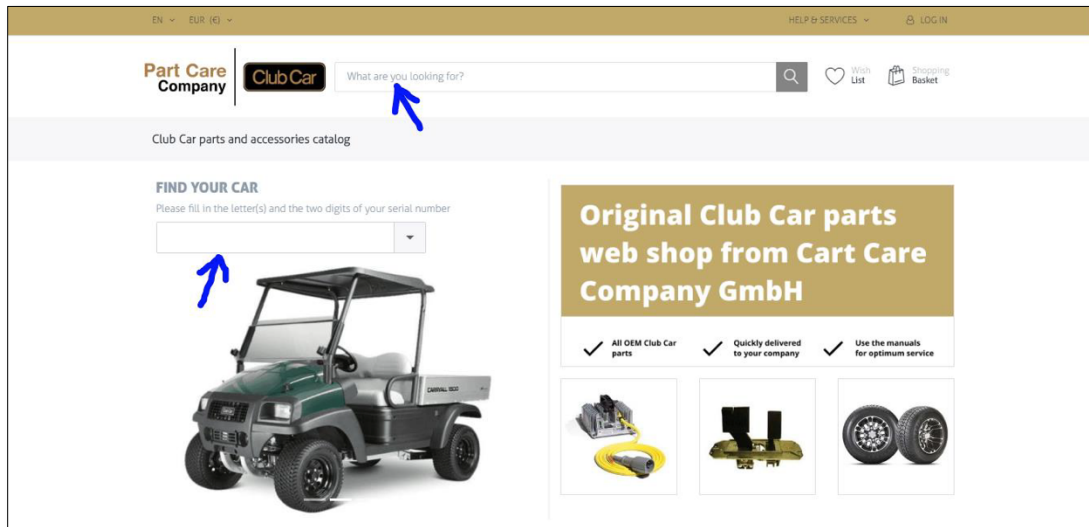 EN EUR (€) HELP & SERVICES LOG IN
Part Care
Company
Club Car
What are you looking for?
Wish
List
Shopping
Basket
Club Car parts and accessories catalog
FIND YOUR CAR
Please fill in the letter(s) and the two digits of your serial number
Original Club Car parts
web shop from Cart Care
Company GmbH
All OEM Club Car
parts
Quickly delivered
to your company
Use the manuals
for optimum service
CARRYALL 1500